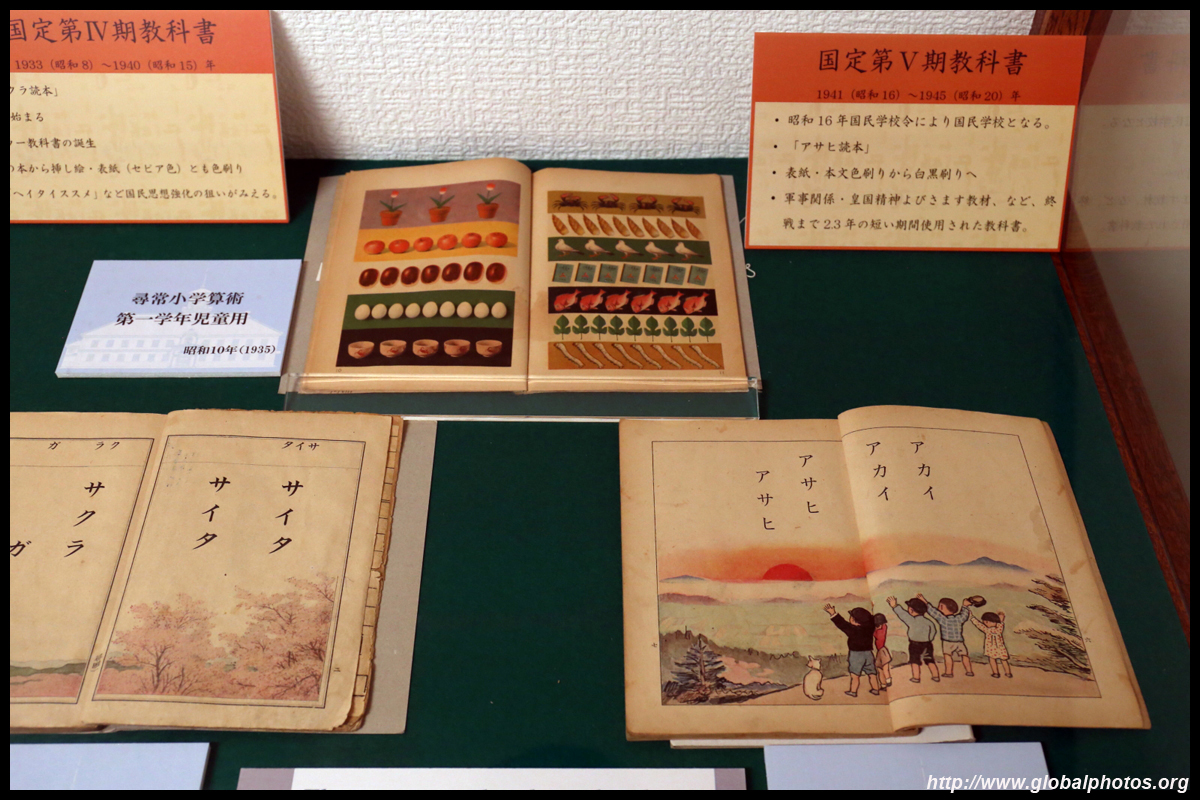 国定第Ⅳ期教科書
1933（昭和8）～1940（昭和15）年
クラ読本」
始まる
ラー教科書の誕生
の本から挿し絵・表紙（セピア色）とも色刷り
ヘイタイススメ」など国民思想強化の狙いがみえる。
国定第Ⅴ期教科書
1941（昭和16）～1945（昭和20）年
・昭和16年国民学校令により国民学校となる。
・「アサヒ読本」
・表紙・本文色刷りから白黒刷りへ
・軍事関係・皇国精神よびさます教材、など、終
戦まで2.3年の短い期間使用された教科書。
尋常小学算術
第一学年児童用
昭和10年（1935）
タイサ
サイタ
サイタ
ガ　ラク
サクラ
ガ　ラ
アカイ
アカイ
アサヒ
アサヒ
http://www.globalphotos.org